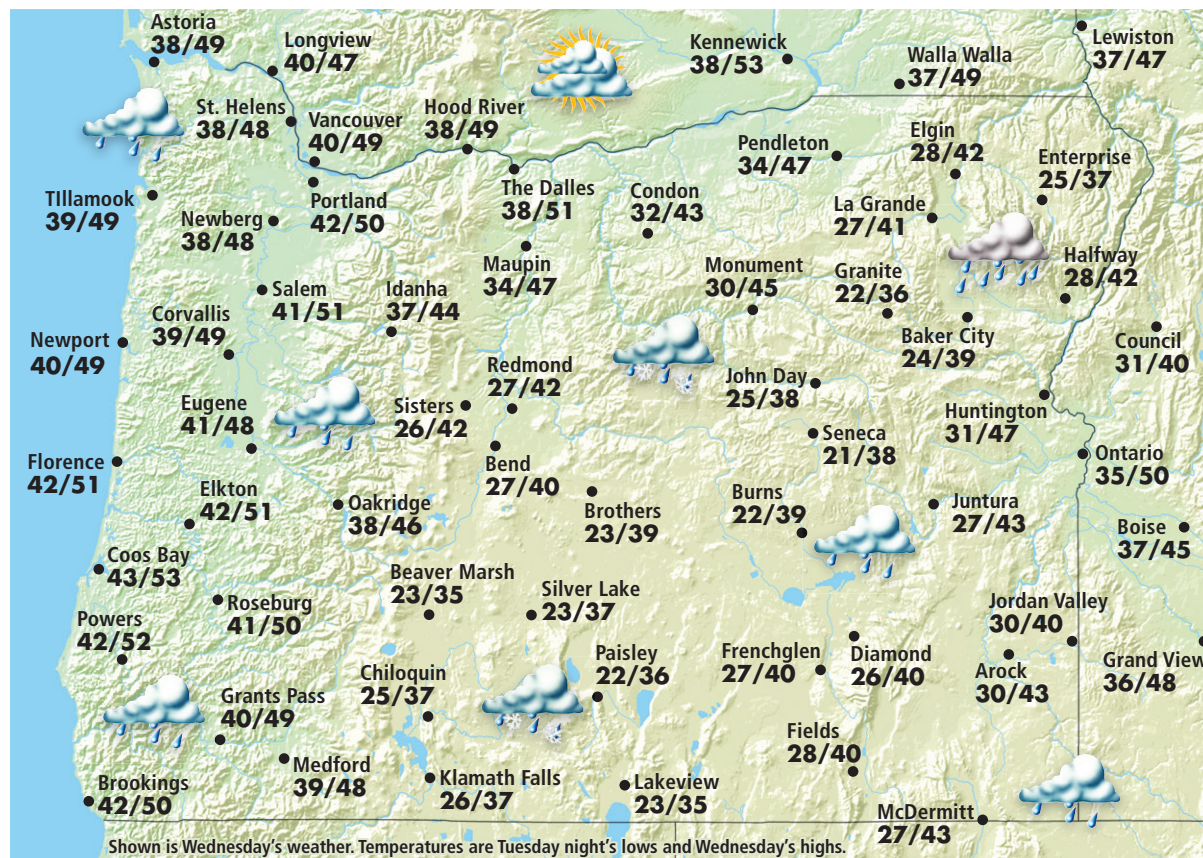 Astoria
38/49
Longview
40/47
Kennewick
38/53
Walla Walla
37/49
Lewiston
37/47
St. Helens
38/48
Vancouver
40/49
Hood River
38/49
Pendleton
34/47
Elgin
28/42
Enterprise
25/37
TIllamook
39/49
Newberg
38/48
Portland
42/50
The Dalles
38/51
Condon
32/43
La Grande
27/41
Maupin
34/47
Monument
30/45
Granite
22/36
Halfway
28/42
Salem
41/51
Idanha
37/44
Corvallis
39/49
Newport
40/49
Baker City
24/39
Council
31/40
Redmond
27/42
John Day
25/38
Eugene
41/48
Sisters
26/42
Huntington
31/47
Seneca
21/38
Florence
42/51
Bend
27/40
Ontario
35/50
Elkton
42/51
Oakridge
38/46
Brothers
23/39
Burns
22/39
Juntura
27/43
Boise
37/45
Coos Bay
43/53
Beaver Marsh
23/35
Silver Lake
23/37
Roseburg
41/50
Jordan Valley
30/40
Powers
42/52
Chiloquin
25/37
Paisley
22/36
Frenchglen
27/40
Diamond
26/40
Arock
30/43
Grand View
36/48
Grants Pass
40/49
Fields
28/40
Medford
39/48
Brookings
42/50
Klamath Falls
26/37
Lakeview
23/35
McDermitt
27/43
Shown is Wednesday's weather. Temperatures are Tuesday night's lows and Wednesday's highs.